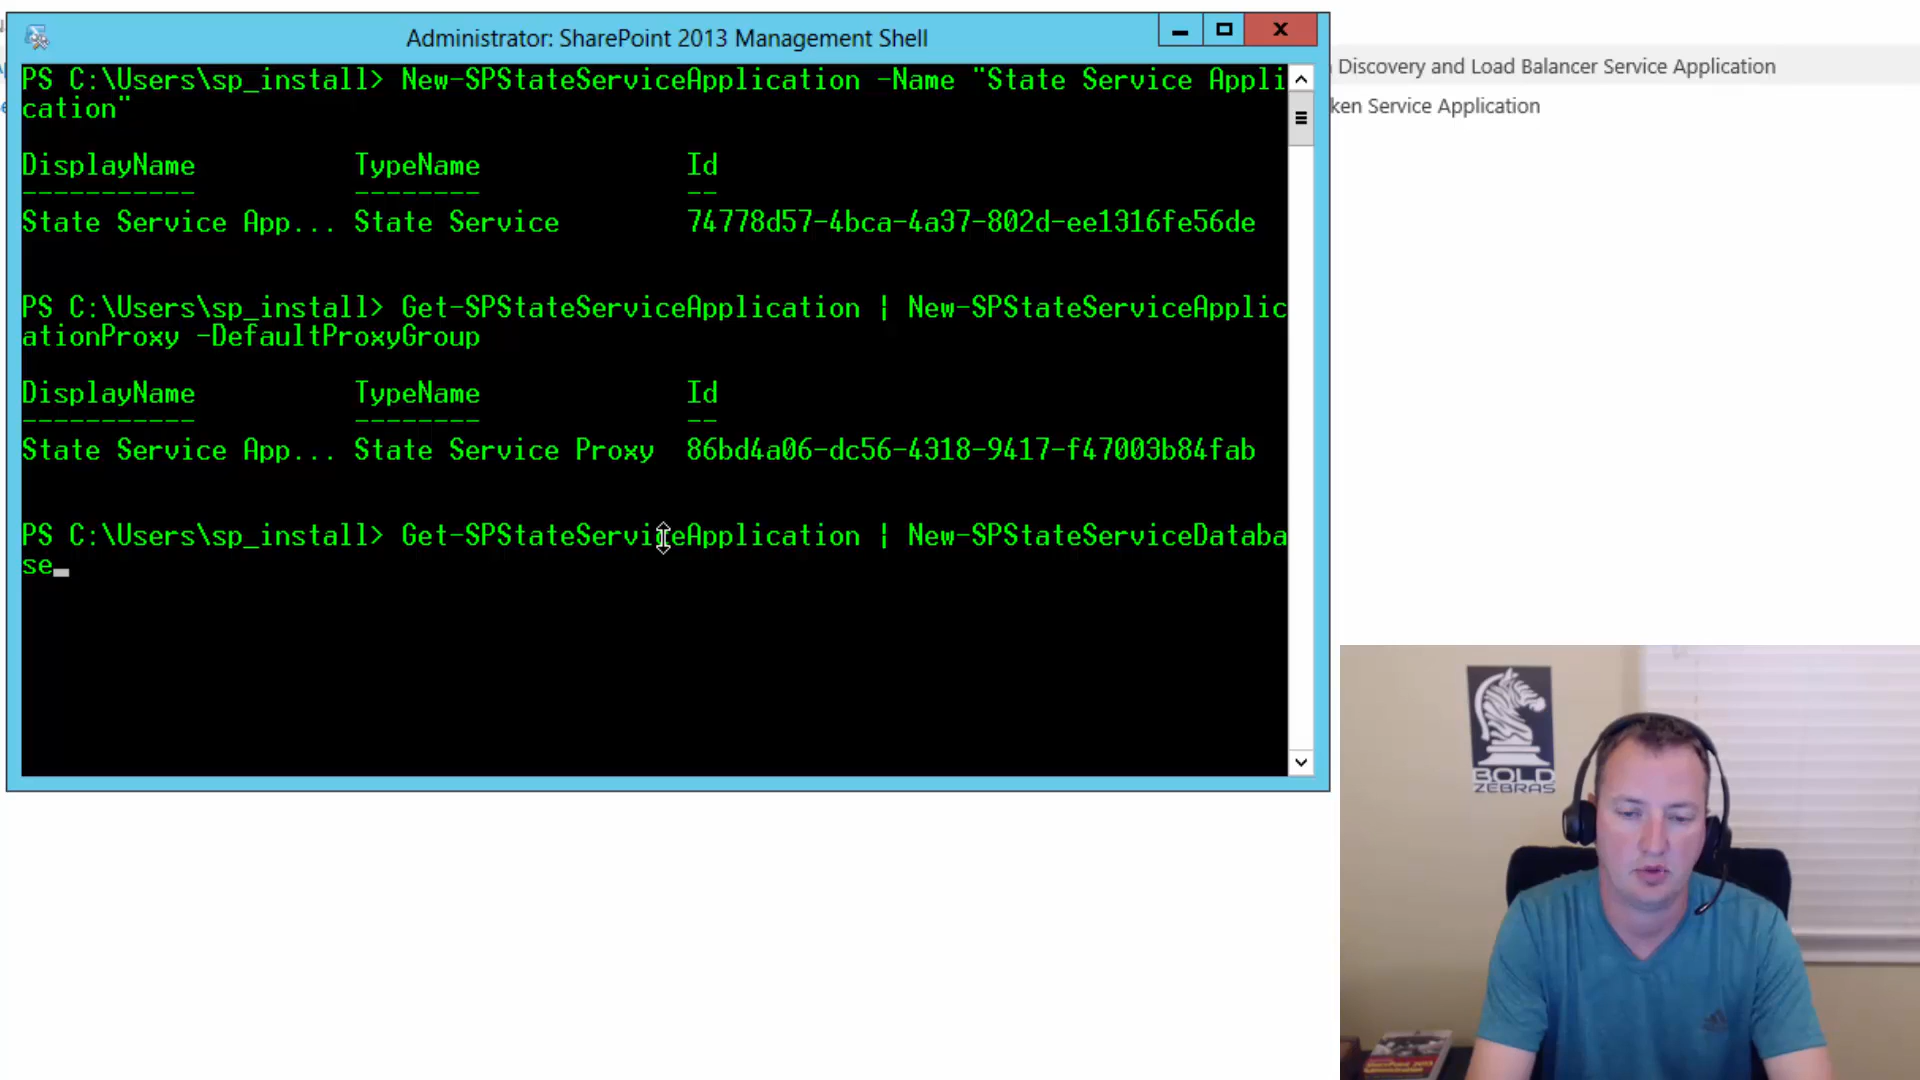 Administrator: SharePoint 2013 Management Shell
PS C:\Users\sp_install> New-SPStateServiceApplication -Name "State Service Appli
cation"
DisplayName TypeName Id
----------- -------- --
State Service App... State Service 74778d57-4bca-4a37-802d-ee1316fe56de
PS C:\Users\sp_install> Get-SPStateServiceApplication | New-SPStateServiceApplic
ationProxy -DefaultProxyGroup
DisplayName TypeName Id
----------- -------- --
State Service App... State Service Proxy 86bd4a06-dc56-4318-9417-f47003b84fab
PS C:\Users\sp_install> Get-SPStateServiceApplication | New-SPStateServiceDataba
se
Discovery and Load Balancer Service Application
ken Service Application
BOLD
ZEBRAS